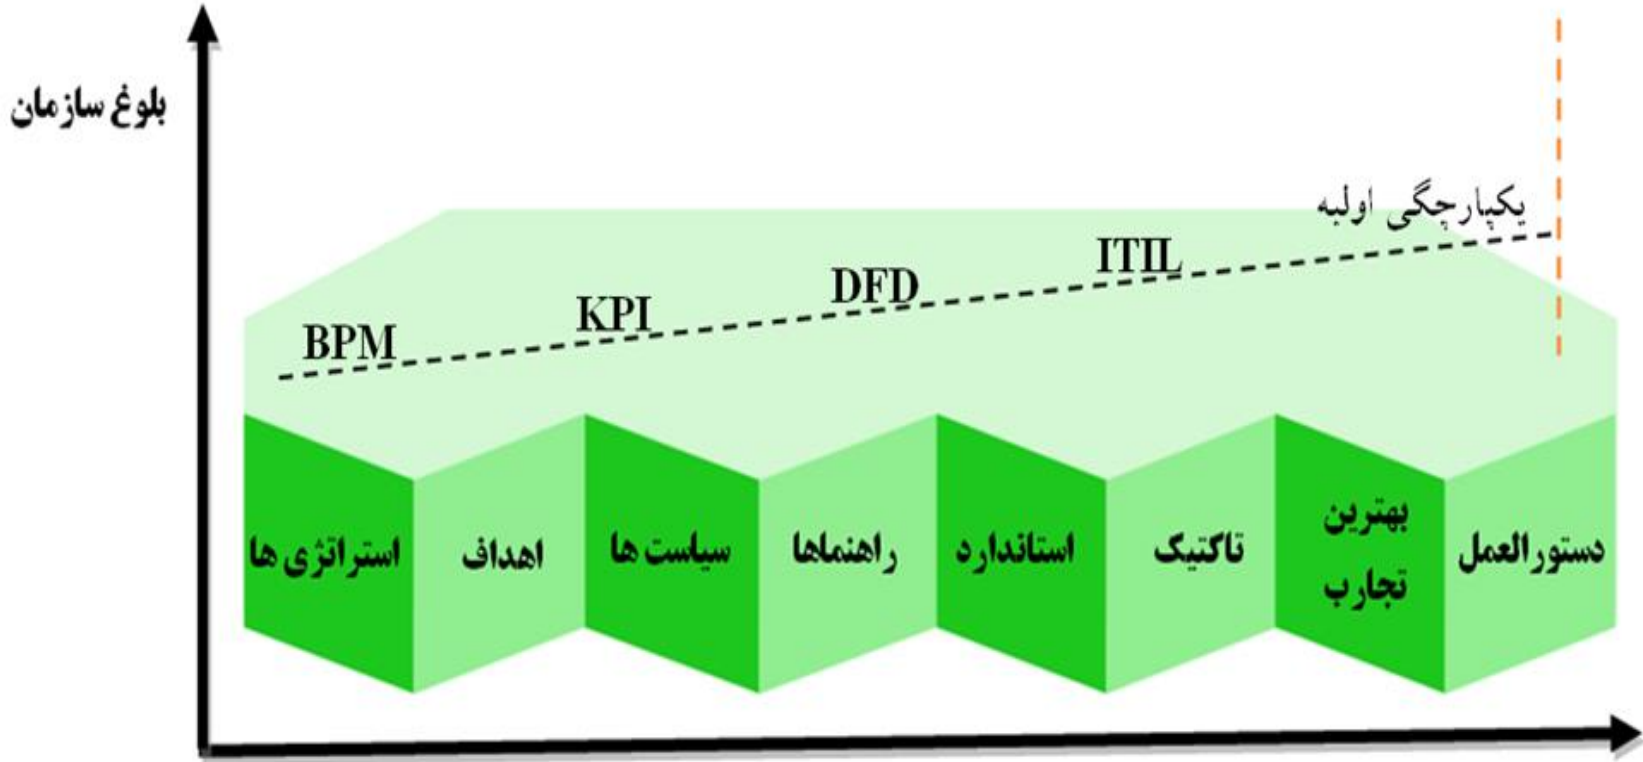 بلوغ سازمان
یکپارچگی اولیه
ITIL
DFD
KPI
BPM
استراتژی ها
اهداف
سیاست ها
راهنماها
استاندارد
تاکتیک
بهترین
تجارب
دستورالعمل